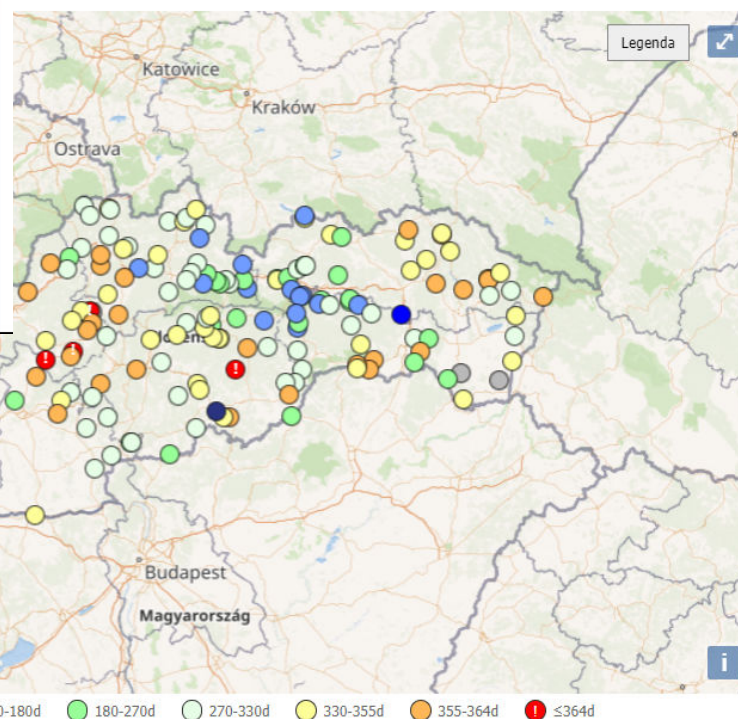 Legenda
Katowice
Kraków
Ostrava
Budapest
Magyarország
i
0-180d 180-270d 270-330d 330-355d 355-364d ! ≤364d